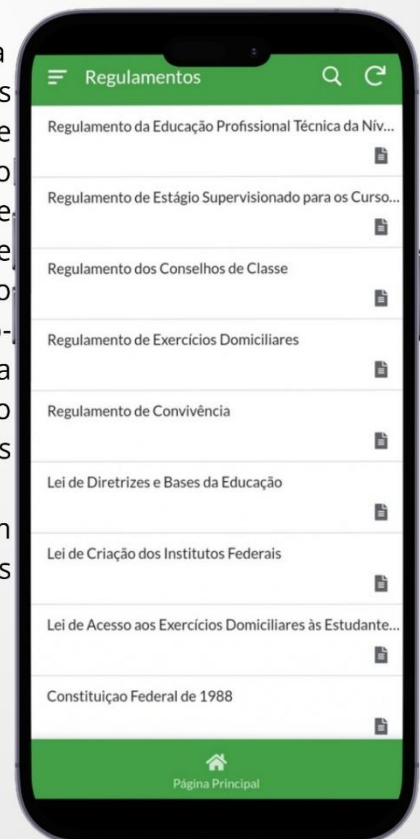 Regulamentos
Regulamento da Educação Profissional Técnica da Nív...
Regulamento de Estágio Supervisionado para os Curso...
Regulamento dos Conselhos de Classe
Regulamento de Exercícios Domiciliares
Regulamento de Convivência
Lei de Diretrizes e Bases da Educação
Lei de Criação dos Institutos Federais
Lei de Acesso aos Exercícios Domiciliares às Estudante...
Constituiçao Federal de 1988
Página Principal